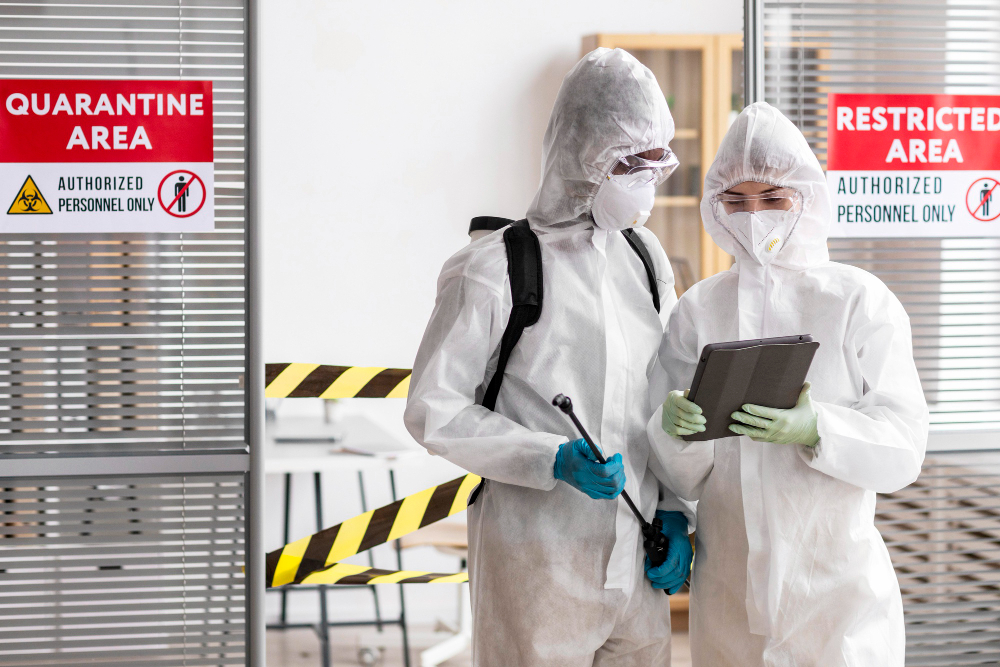 QUARANTINE
AREA
AUTHORIZED
PERSONNEL ONLY
RESTRICTED
AREA
AUTHORIZED
PERSONNEL ONLY